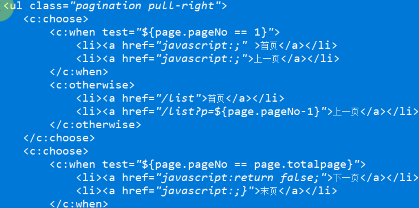 <ul class="pagination pull-right">
<c:choose>
<c:when test="${page.pageNo == 1}">
<li><a href="javascript:;" >首页</a></li>
<li><a href="javascript:;">上一页</a></li>
</c:when>
<c:otherwise>
<li><a href="/list">首页</a></li>
<li><a href="/list?p=${page.pageNo-1}">上一页</a></li>
</c:otherwise>
</c:choose>
<c:choose>
<c:when test="${page.pageNo == page.totalpage}">
<li><a href="javascript:return false;">下一页</a></li>
<li><a href="javascript:;}">末页</a></li>
</c:when>